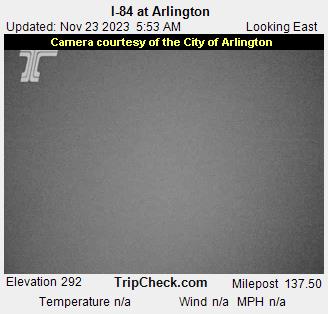 I-84 at Arlington
Updated: Nov 23 2023 5:53 AM Looking East
Camera courtesy of the City of Arlington
Elevation 292 TripCheck.com Milepost 137.50
Temperature n/a Wind n/a MPH n/a